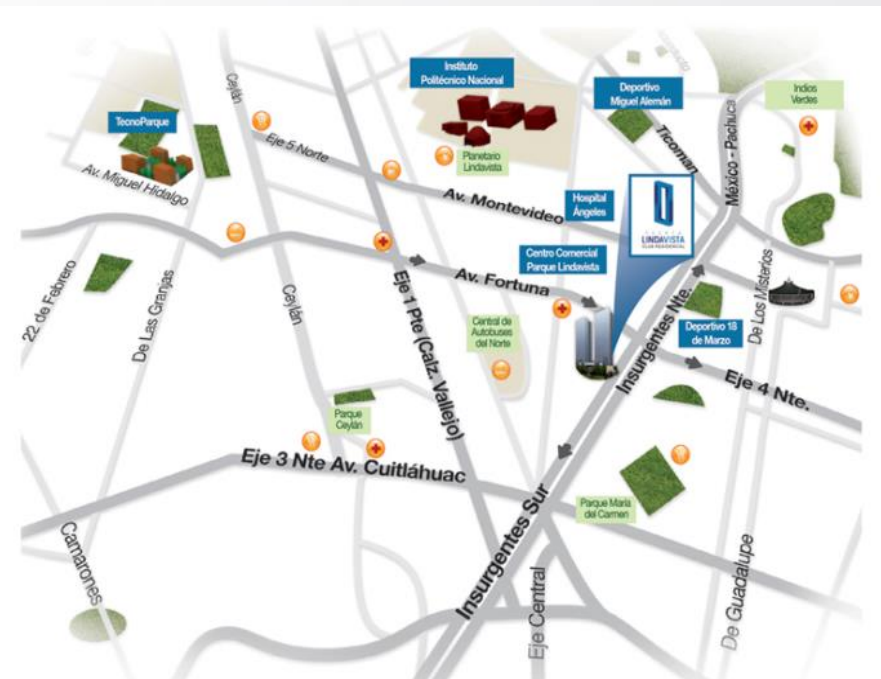 Instituto
Politécnico Nacional
Deportivo
Miguel Alemán
Indios
Verdes
TecnoParque
Ceylán
Eje 5 Norte
Planetario
Lindavista
Ticoman
México - Pachuca
Av. Miguel Hidalgo
Av. Montevideo
Hospital
Ángeles
LINDAVISTA
CLUB RESIDENCIAL
Centro Comercial
Parque Lindavista
Av. Fortuna
Insurgentes Nte.
De Los Misterios
22 de Febrero
De Las Granjas
Ceylán
Eje 1 Pte (Calz. Vallejo)
Central de
Autobuses
del Norte
Deportivo 18
de Marzo
Eje 4 Nte.
Parque
Ceylán
Eje 3 Nte Av. Cuitláhuac
Parque María
del Carmen
Insurgentes Sur
Camarones
Eje Central
De Guadalupe